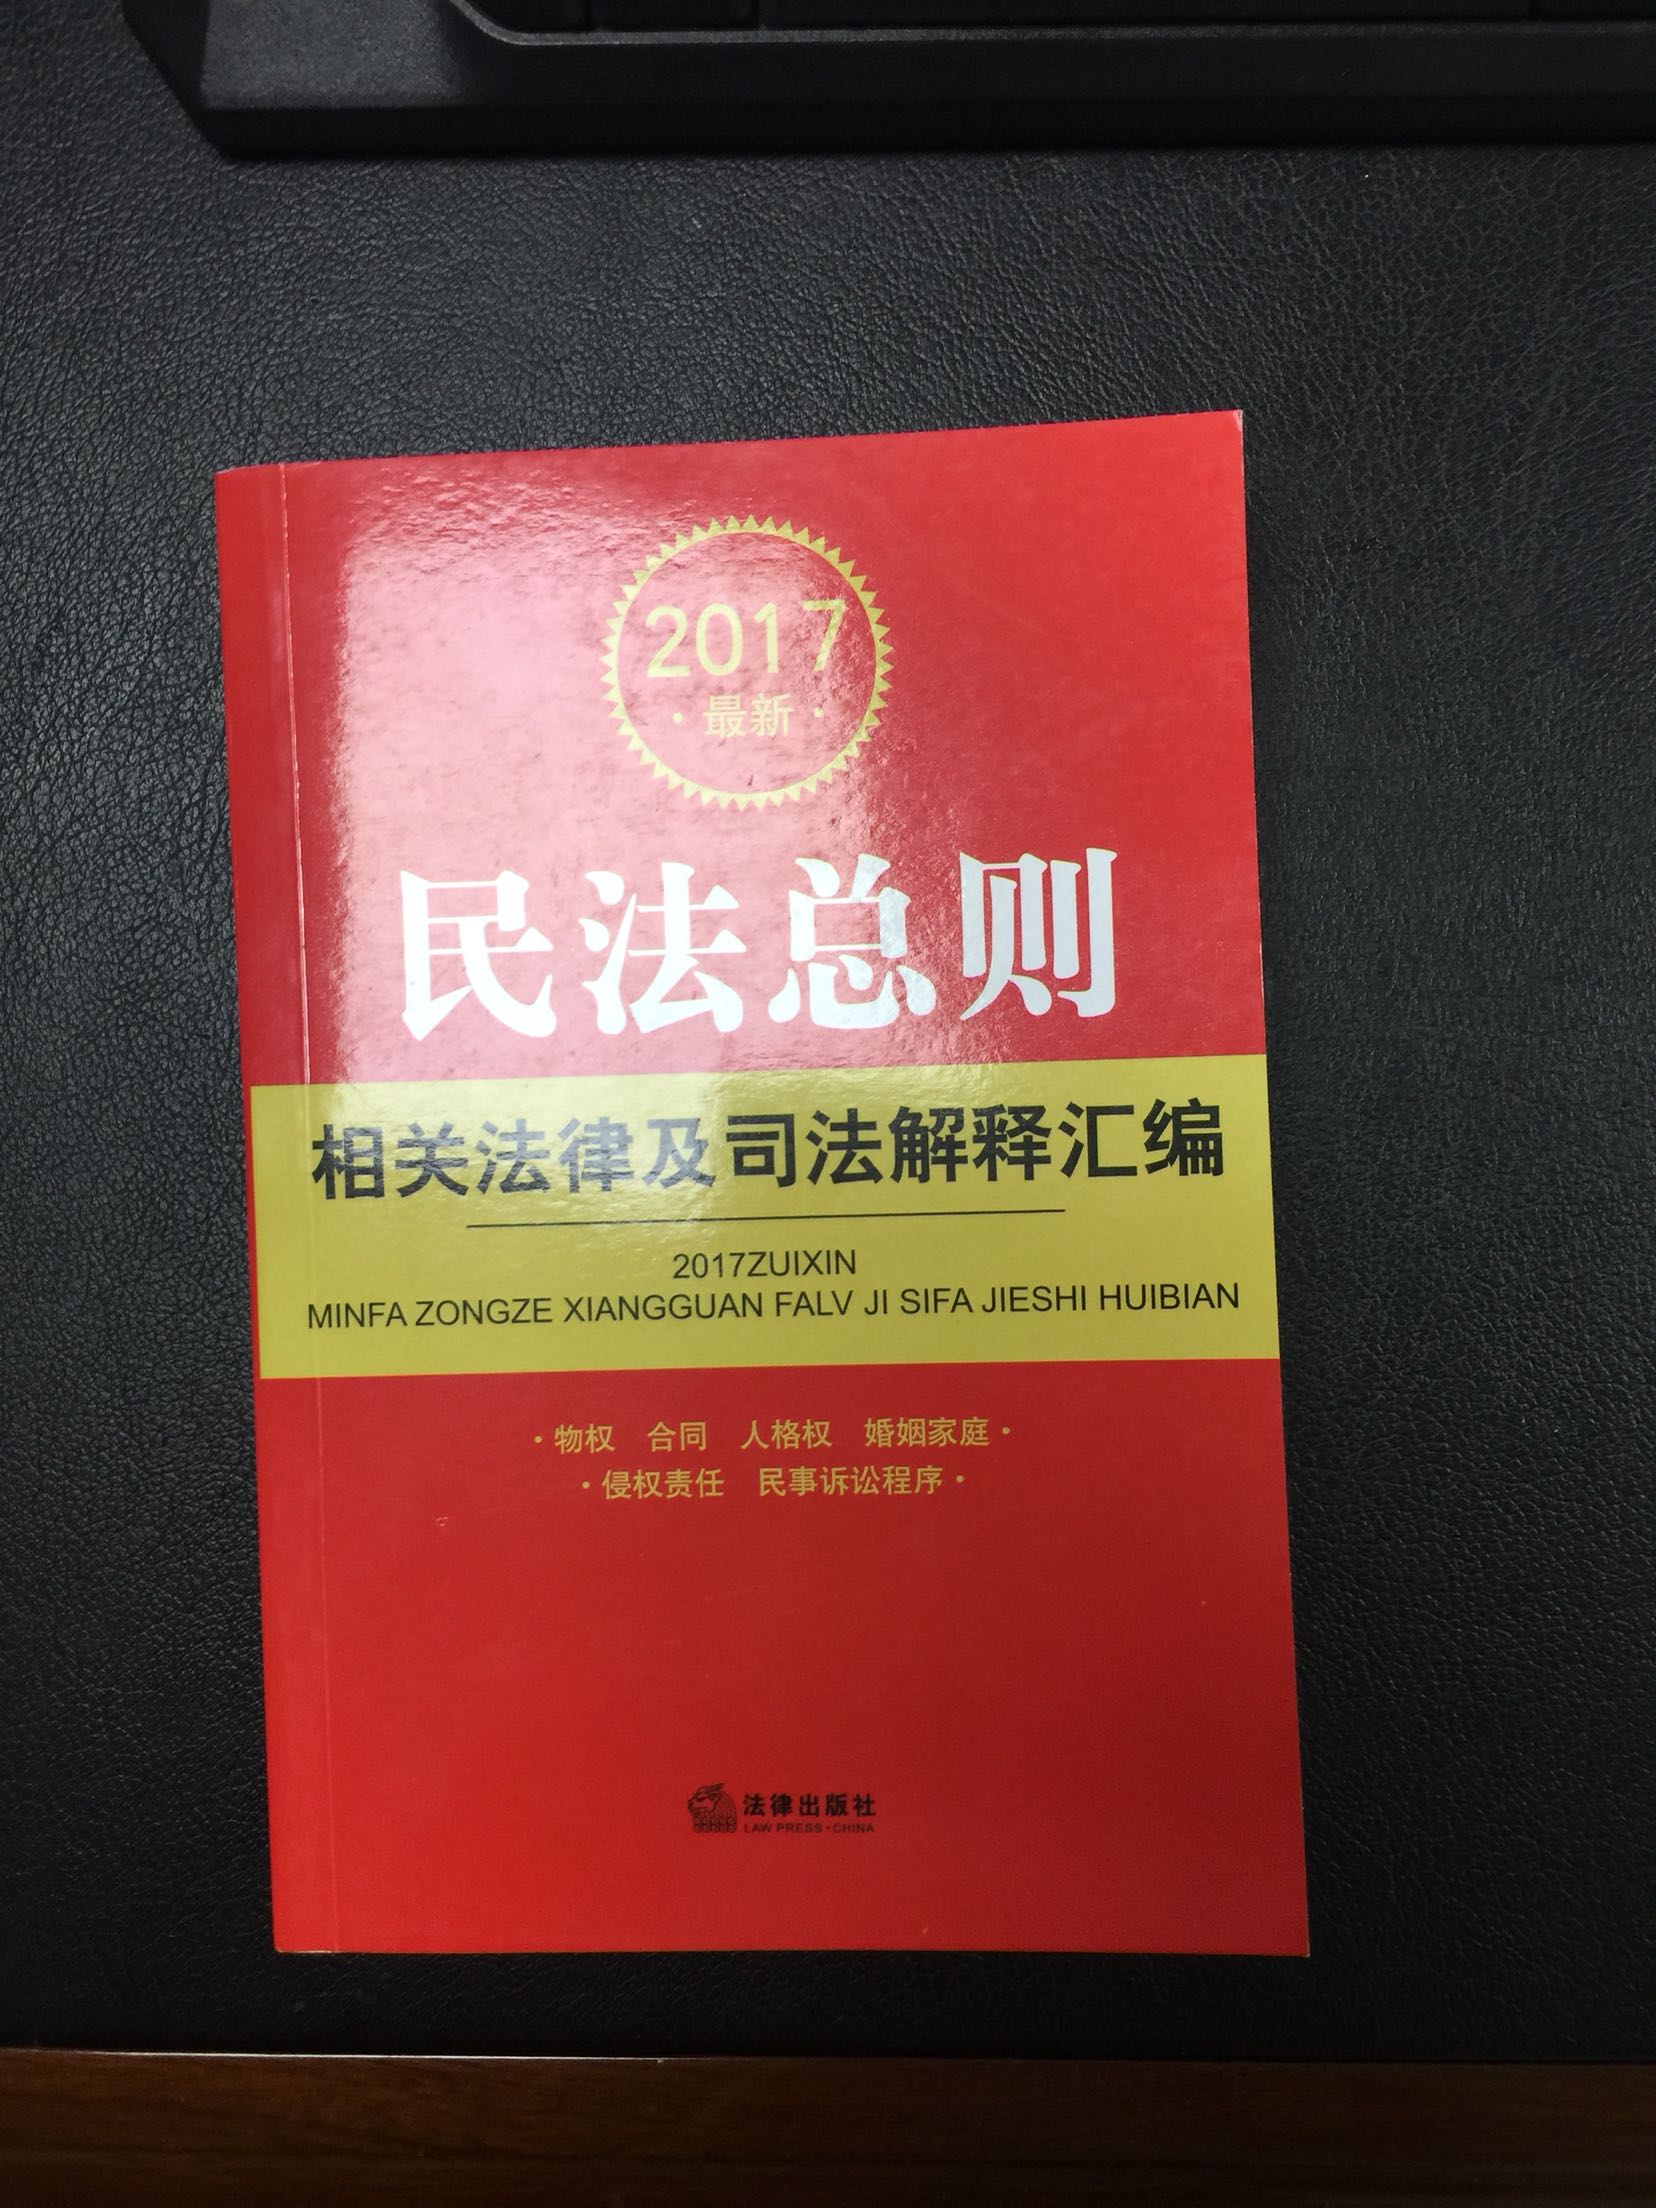 2017
·最新·
民法总则
相关法律及司法解释汇编
2017ZUIXIN
MINFA ZONGZE XIANGGUAN FALV JI SIFA JIESHI HUIBIAN
·物权 合同 人格权 婚姻家庭·
·侵权责任 民事诉讼程序·
法律出版社
LAW PRESS·CHINA